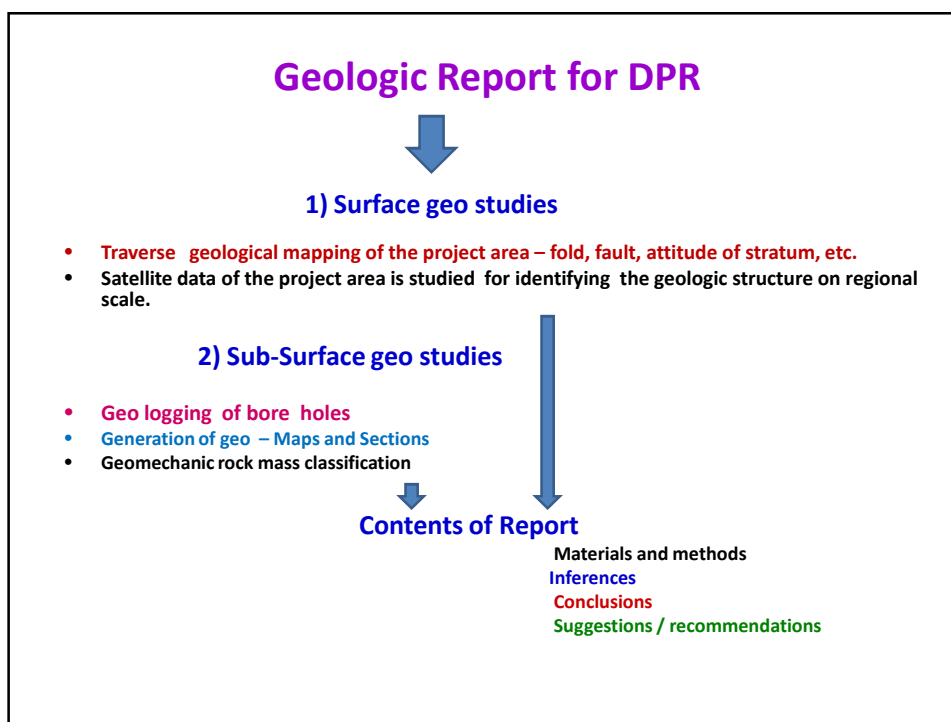 Geologic Report for DPR
1) Surface geo studies
• Traverse geological mapping of the project area – fold, fault, attitude of stratum, etc.
• Satellite data of the project area is studied for identifying the geologic structure on regional
scale.
2) Sub-Surface geo studies
• Geo logging of bore holes
• Generation of geo – Maps and Sections
• Geomechanic rock mass classification
Contents of Report
Materials and methods
Inferences
Conclusions
Suggestions / recommendations